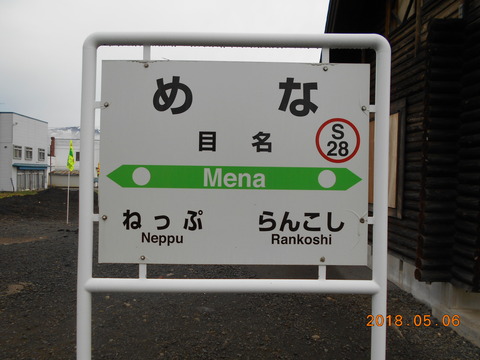 めな
目名
S
28
Mena
ねっぷ らんこし
Neppu Rankoshi
2018.05.06